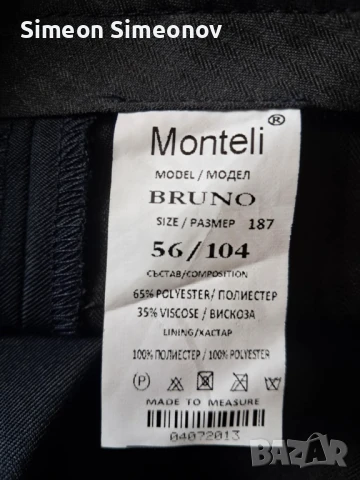 Simeon Simeonov
Monteli®
MODEL / МОДЕЛ
BRUNO
SIZE / РАЗМЕР 187
56/104
СЪСТАВ/COMPOSITION
65% POLYESTER/ ПОЛИЕСТЕР
35% VISCOSE / ВИСКОЗА
LINING/ХАСТАР
100% ПОЛИЕСТЕР / 100% POLYESTER
P
MADE TO MEASURE
04072013
BAZAR